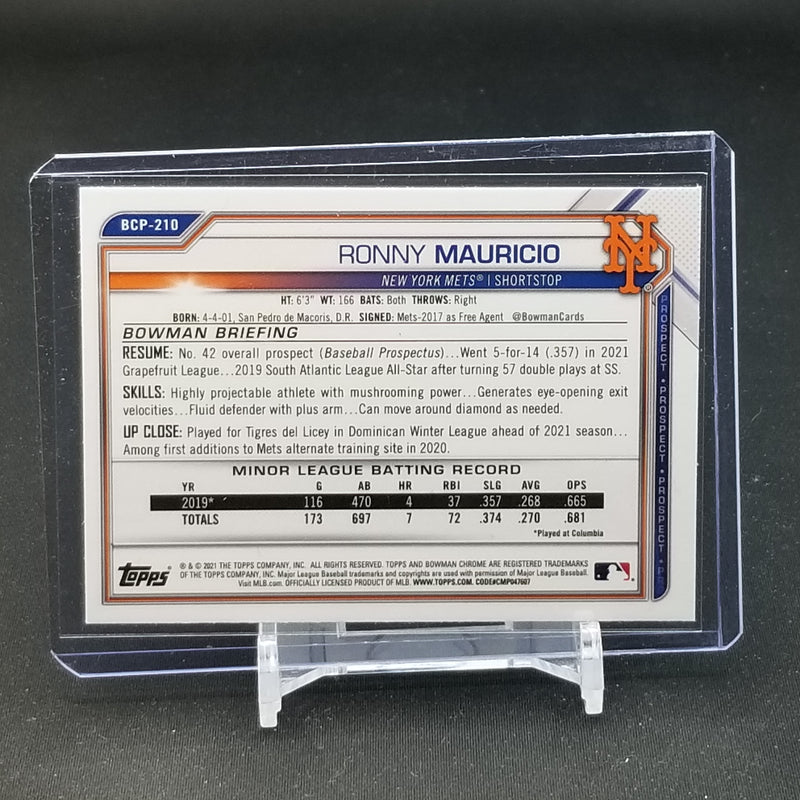 BCP-210
RONNY MAURICIO
NY
®
NEW YORK METS® | SHORTSTOP
HT: 6'3" WT: 166 BATS: Both THROWS: Right
BORN: 4-4-01, San Pedro de Macoris, D.R. SIGNED: Mets-2017 as Free Agent @BowmanCards
BOWMAN BRIEFING
RESUME: No. 42 overall prospect (Baseball Prospectus)...Went 5-for-14 (.357) in 2021
Grapefruit League...2019 South Atlantic League All-Star after turning 57 double plays at SS.
SKILLS: Highly projectable athlete with mushrooming power...Generates eye-opening exit
velocities...Fluid defender with plus arm...Can move around diamond as needed.
UP CLOSE: Played for Tigres del Licey in Dominican Winter League ahead of 2021 season...
Among first additions to Mets alternate training site in 2020.
MINOR LEAGUE BATTING RECORD
YR G AB HR RBI SLG AVG OPS
2019* 116 470 4 37 .357 .268 .665
TOTALS 173 697 7 72 .374 .270 .681
*Played at Columbia
PROSPECT • PROSPECT • PROSPECT • PROSPECT • PR
Topps
® & © 2021 THE TOPPS COMPANY, INC. ALL RIGHTS RESERVED. TOPPS AND BOWMAN CHROME ARE REGISTERED TRADEMARKS
OF THE TOPPS COMPANY, INC. Major League Baseball trademarks and copyrights are used with permission of Major League Baseball.
Visit MLB.com. OFFICIALLY LICENSED PRODUCT OF MLB. WWW.TOPPS.COM. CODE#CMP047607